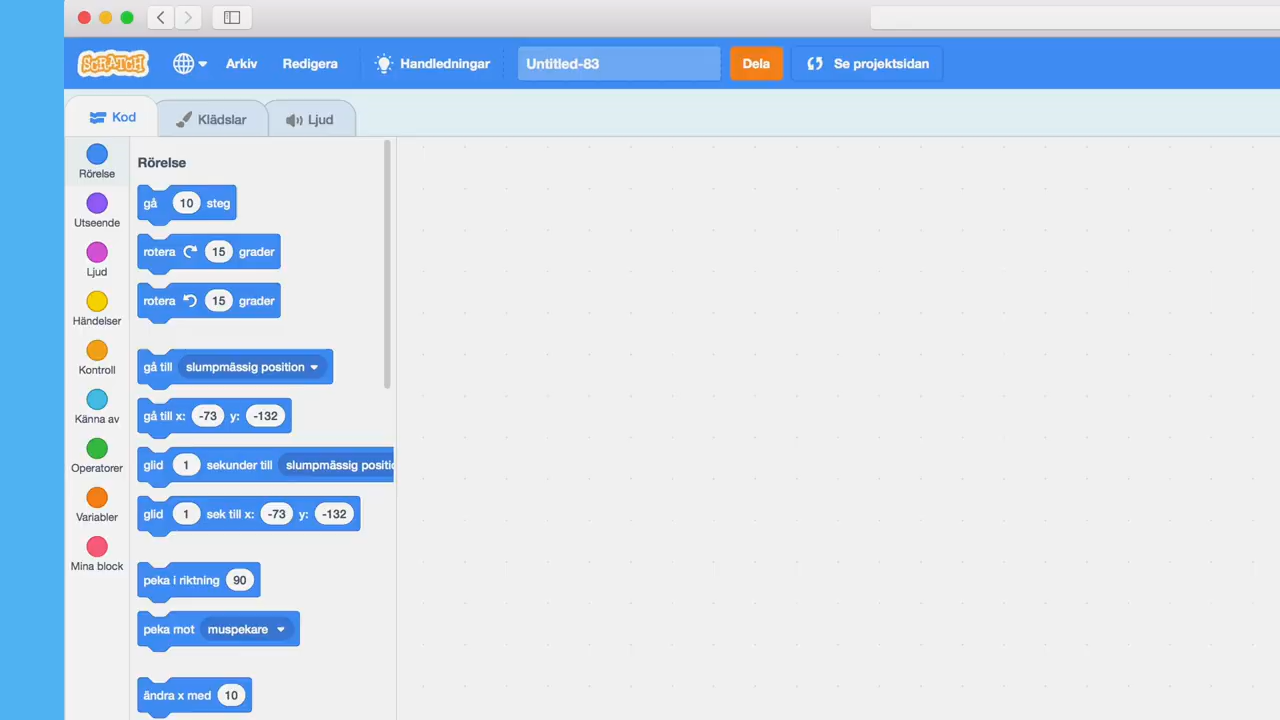 SCRATCH Arkiv Redigera Handledningar Untitled-83 Dela Se projektsidan
Kod Klädslar Ljud
Rörelse
Utseende
Ljud
Händelser
Kontroll
Känna av
Operatorer
Variabler
Mina block
Rörelse
gå 10 steg
rotera 15 grader
rotera 15 grader
gå till slumpmässig position
gå till x: -73 y: -132
glid 1 sekunder till slumpmässig positio
glid 1 sek till x: -73 y: -132
peka i riktning 90
peka mot muspekare
ändra x med 10